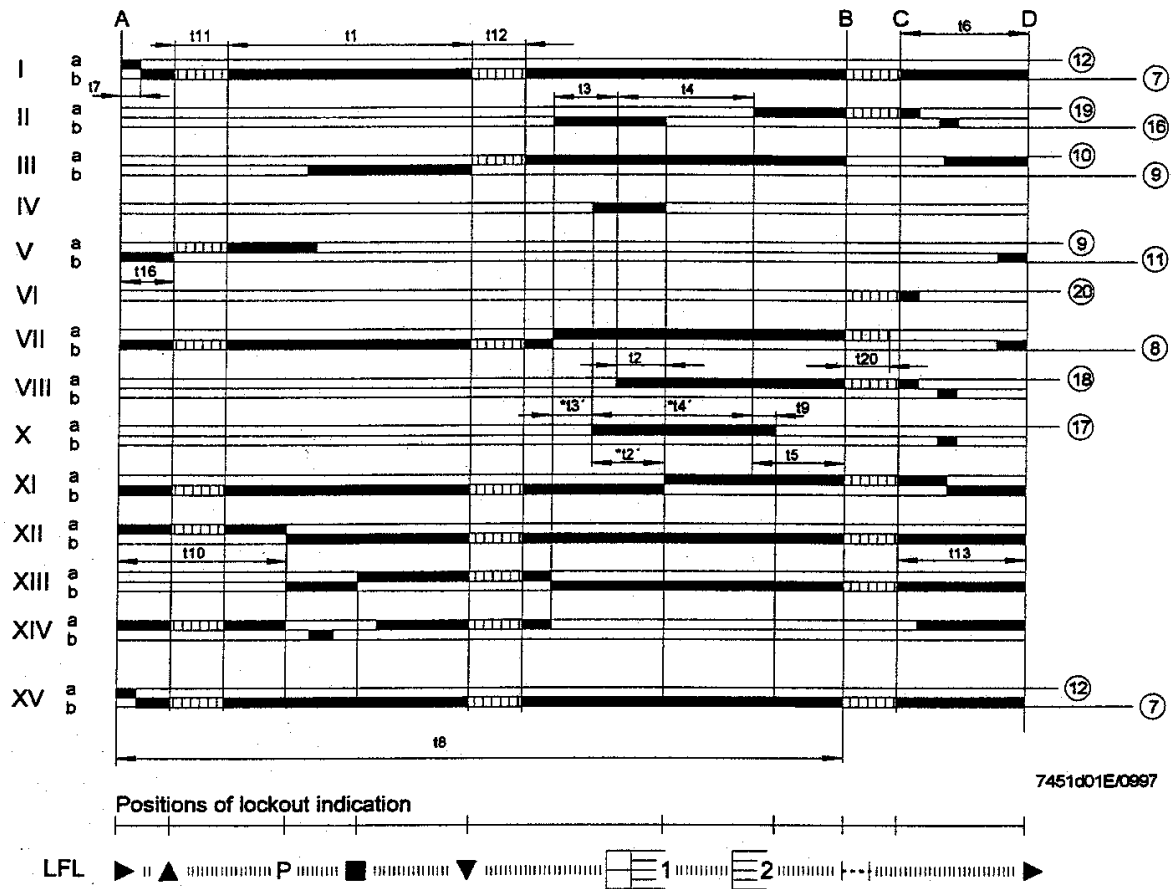 A B C D
t11 t1 t12 t6
I a b 12 7
t7
t3 t4
II a b 19 16
III a b 10 9
IV
V a b 9 11
t16
VI 20
VII a b 8
t2 t20
VIII 18
"t3´ "t4´ t9
X a b 17
"t2´ t5
XI a b
XII a b
t10 t13
XIII a b
XIV a b
XV a b 12 7
t8
7451d01E/0997
Positions of lockout indication
LFL P 1 2